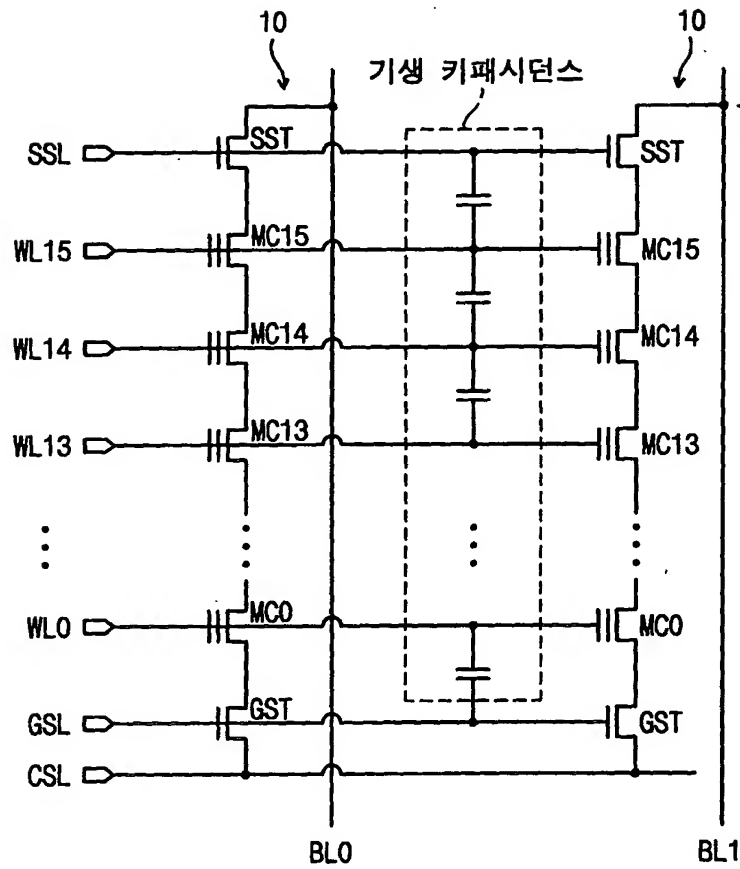 10 10
기생 키패시던스
SSL SST SST
WL15 MC15 MC15
WL14 MC14 MC14
WL13 MC13 MC13
WL0 MC0 MC0
GSL GST GST
CSL
BL0 BL1